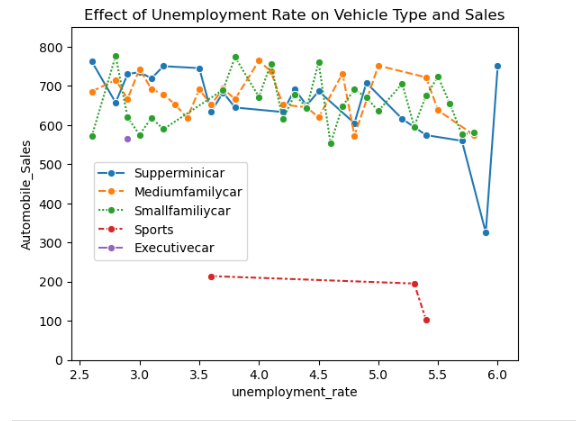 Effect of Unemployment Rate on Vehicle Type and Sales
800
700
600
500
400
300
200
100
0
Automobile_Sales
Supperminicar
Mediumfamilycar
Smallfamiliycar
Sports
Executivecar
2.5 3.0 3.5 4.0 4.5 5.0 5.5 6.0
unemployment_rate